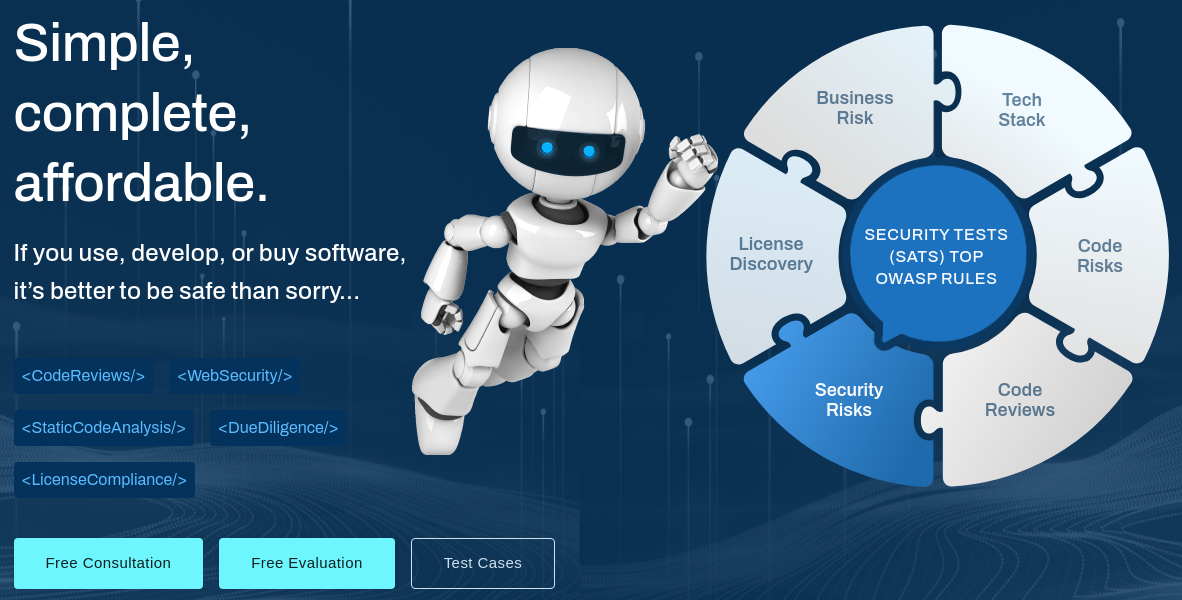 Simple,
complete,
affordable.
If you use, develop, or buy software,
it's better to be safe than sorry...
<CodeReviews/>
<WebSecurity/>
<StaticCodeAnalysis/>
<DueDiligence/>
<LicenseCompliance/>
Free Consultation
Free Evaluation
Test Cases
Business
Risk
Tech
Stack
License
Discovery
SECURITY TESTS
(SATS) TOP
OWASP RULES
Code
Risks
Security
Risks
Code
Reviews